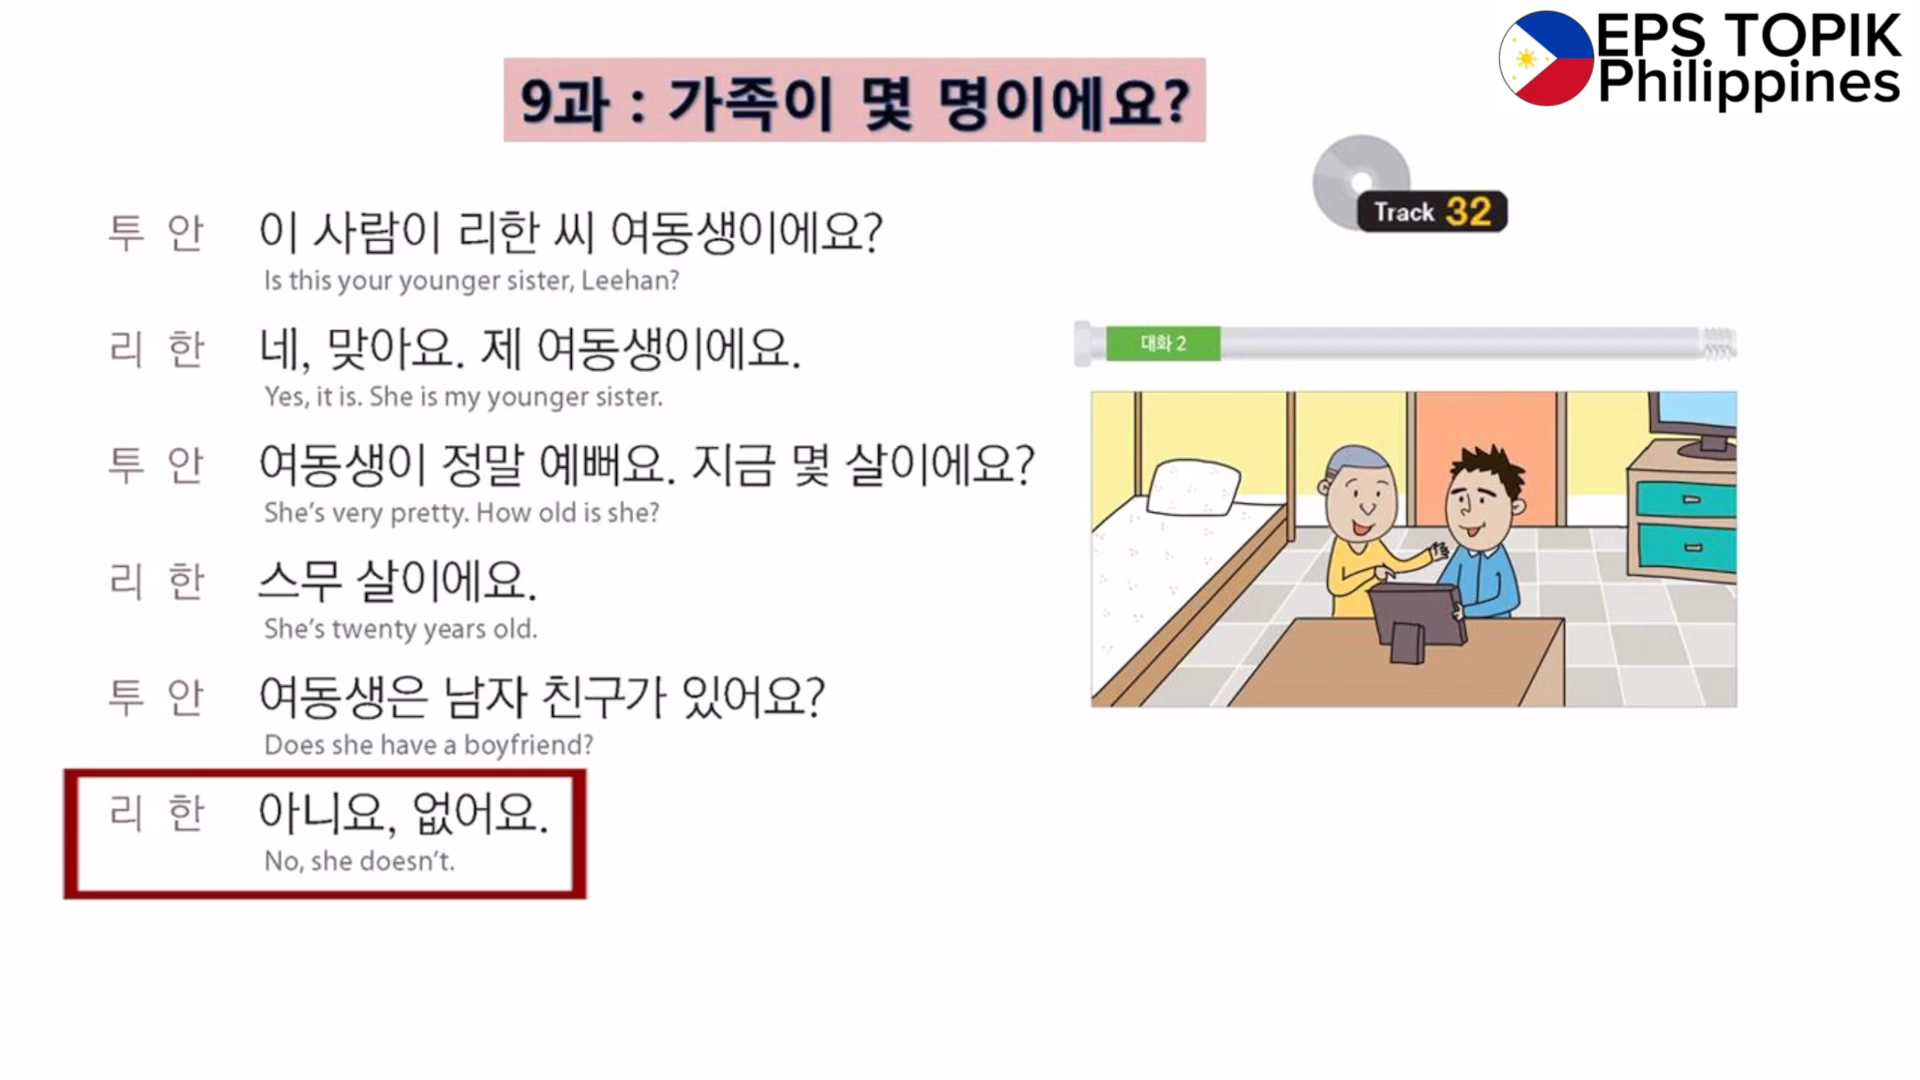 EPS TOPIK
Philippines
9과 : 가족이 몇 명이에요?
Track 32
투 안 이 사람이 리한 씨 여동생이에요?
Is this your younger sister, Leehan?
리 한 네, 맞아요. 제 여동생이에요.
Yes, it is. She is my younger sister.
투 안 여동생이 정말 예뻐요. 지금 몇 살이에요?
She's very pretty. How old is she?
리 한 스무 살이에요.
She's twenty years old.
투 안 여동생은 남자 친구가 있어요?
Does she have a boyfriend?
리 한 아니요, 없어요.
No, she doesn't.
대화 2